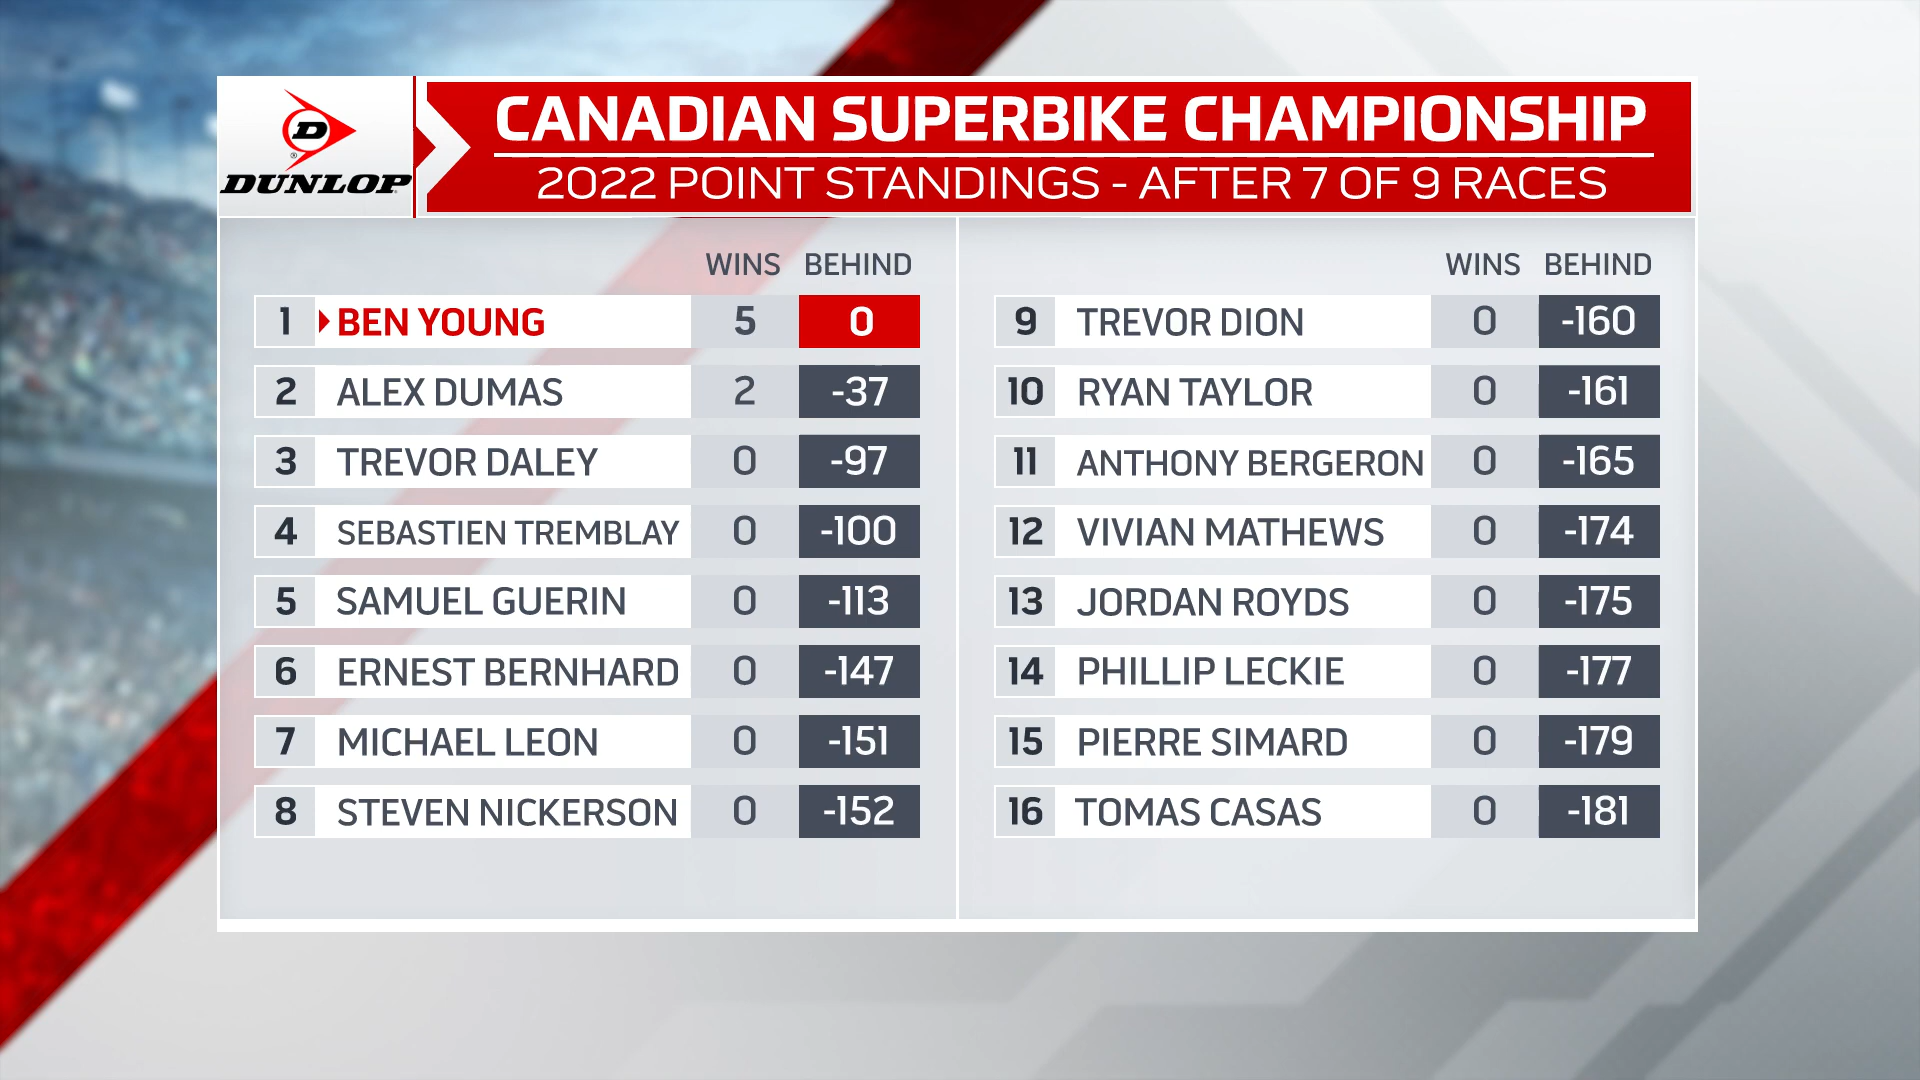 D
®
DUNLOP
CANADIAN SUPERBIKE CHAMPIONSHIP
2022 POINT STANDINGS - AFTER 7 OF 9 RACES
WINS BEHIND
1 BEN YOUNG 5 0
2 ALEX DUMAS 2 -37
3 TREVOR DALEY 0 -97
4 SEBASTIEN TREMBLAY 0 -100
5 SAMUEL GUERIN 0 -113
6 ERNEST BERNHARD 0 -147
7 MICHAEL LEON 0 -151
8 STEVEN NICKERSON 0 -152
WINS BEHIND
9 TREVOR DION 0 -160
10 RYAN TAYLOR 0 -161
11 ANTHONY BERGERON 0 -165
12 VIVIAN MATHEWS 0 -174
13 JORDAN ROYDS 0 -175
14 PHILLIP LECKIE 0 -177
15 PIERRE SIMARD 0 -179
16 TOMAS CASAS 0 -181